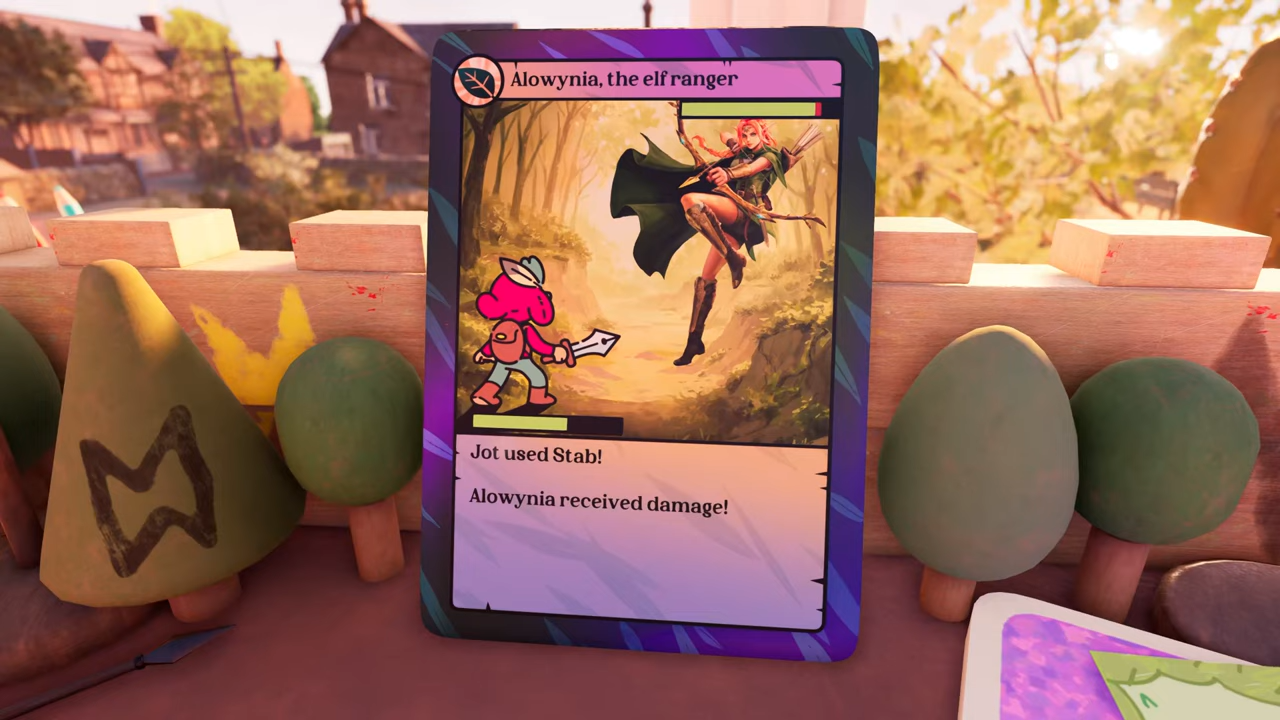 Alowynia, the elf ranger
Jot used Stab!
Alowynia received damage!